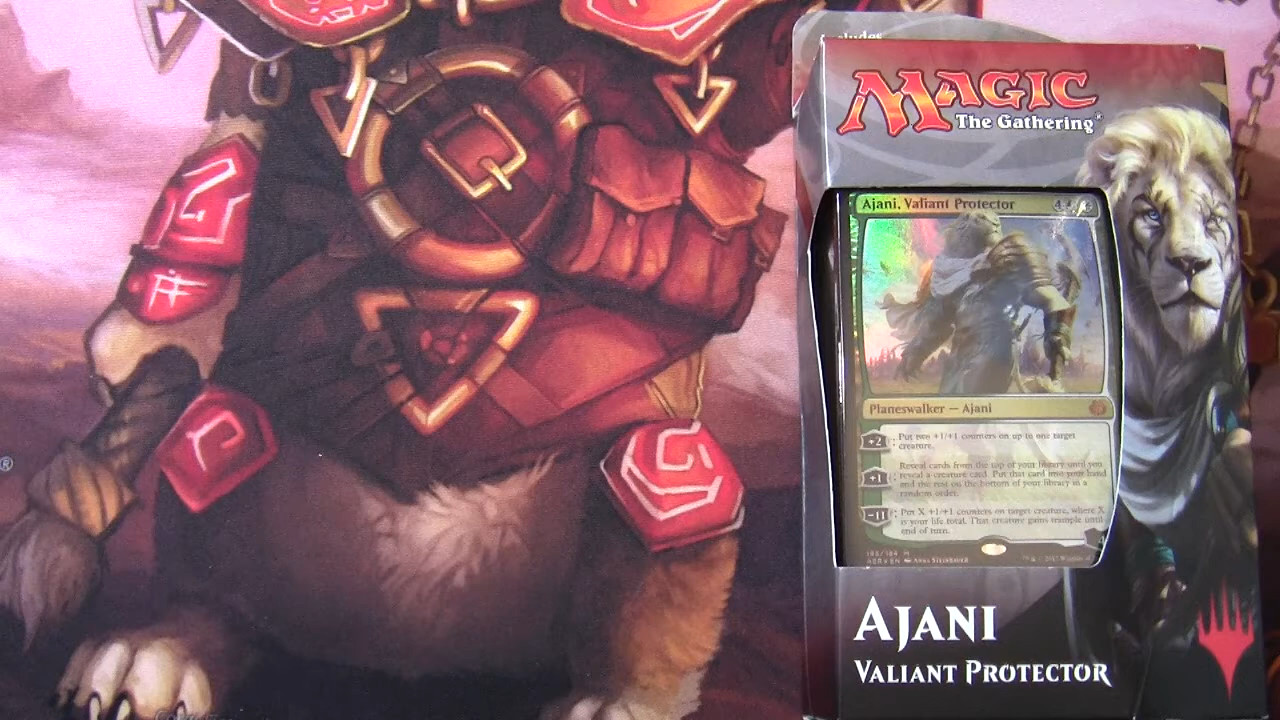 ®
MAGIC
The Gathering®
Ajani, Valiant Protector
Planeswalker — Ajani
+2: Put two +1/+1 counters on up to one target
creature.
Reveal cards from the top of your library until you
+1: reveal a creature card. Put that card into your hand
and the rest on the bottom of your library in a
random order.
-11: Put X +1/+1 counters on target creature, where X
is your life total. That creature gains trample until
end of turn.
AJANI
VALIANT PROTECTOR